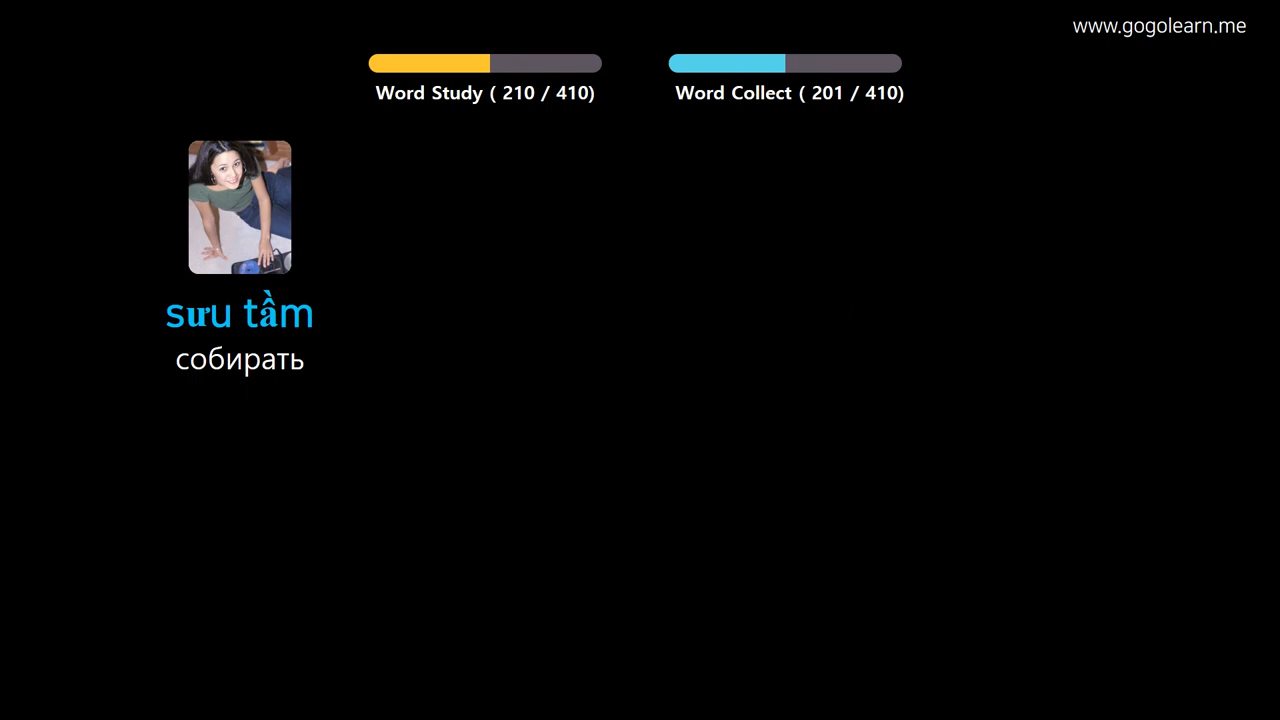 www.gogolearn.me
Word Study ( 210 / 410)
Word Collect ( 201 / 410)
sưu tầm
собирать